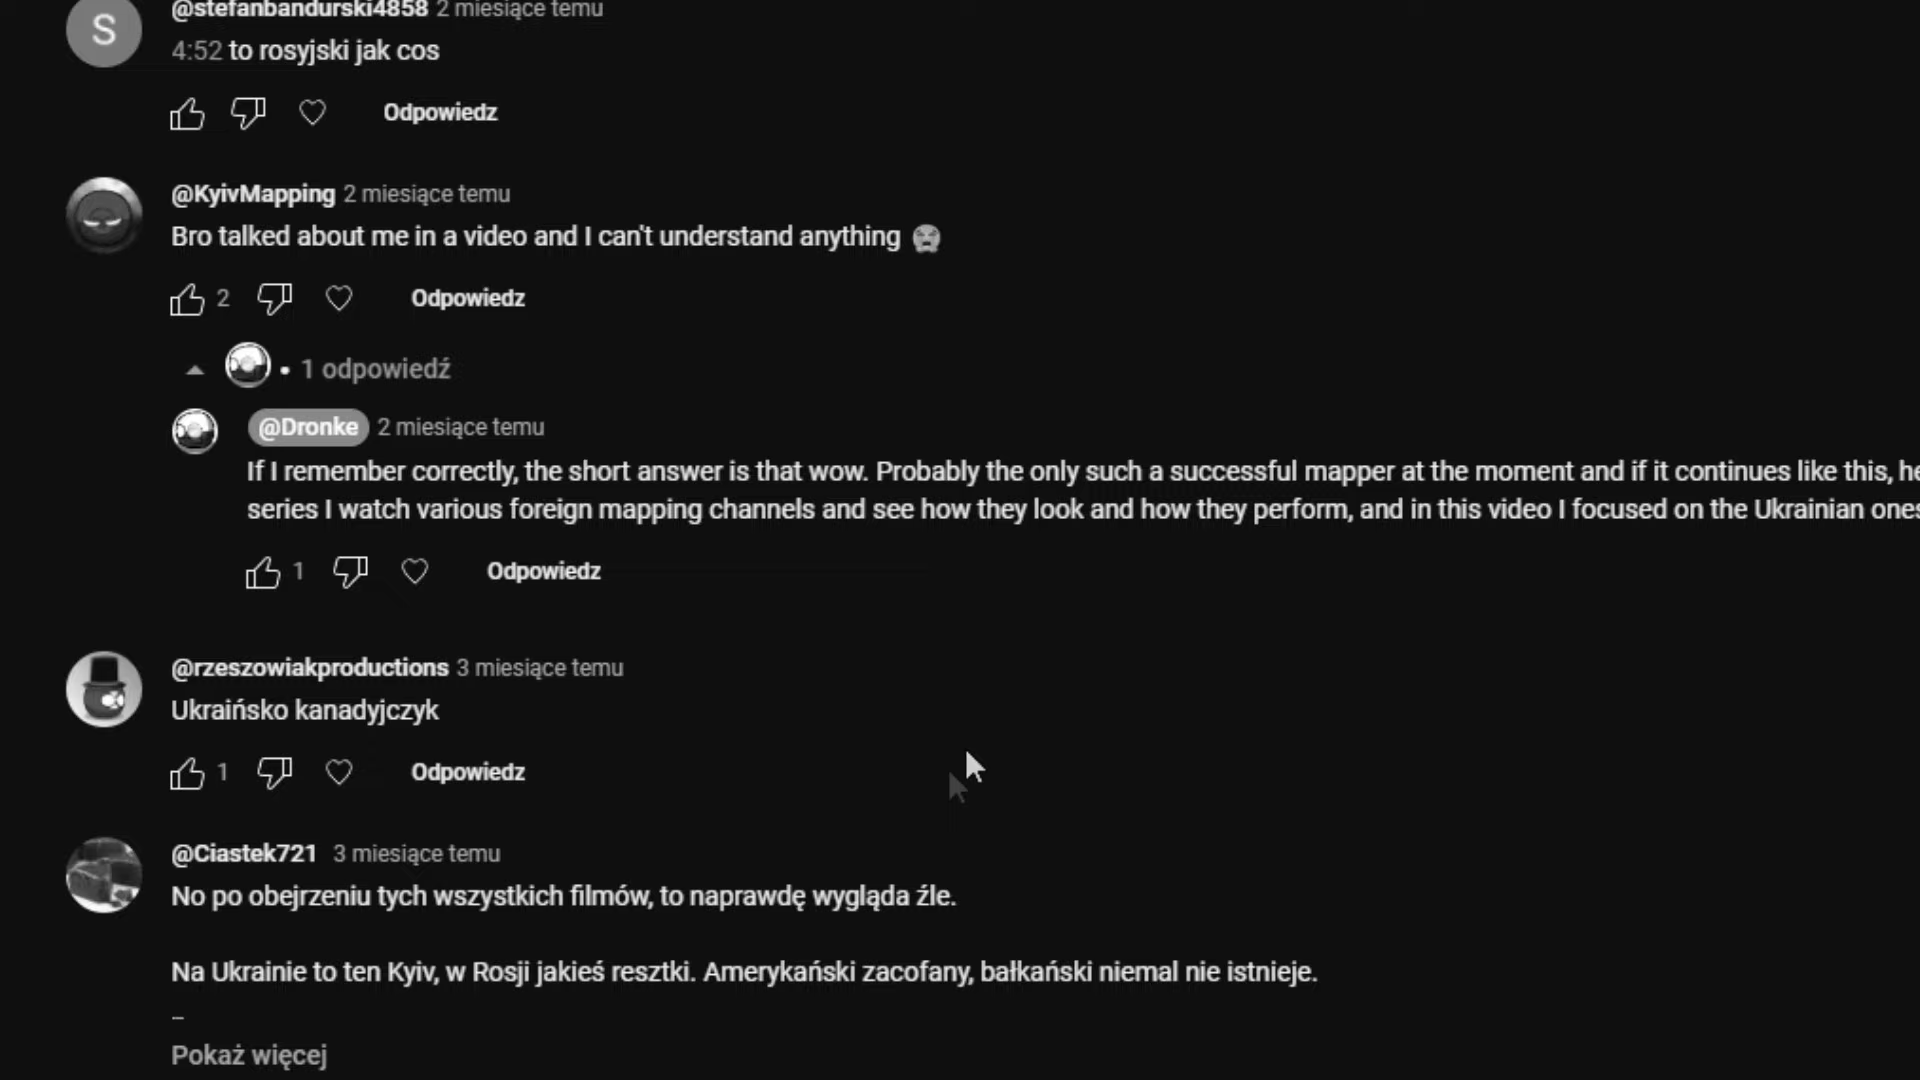 @stefanbandurski4858 2 miesiące temu
4:52 to rosyjski jak cos
Odpowiedz
@KyivMapping 2 miesiące temu
Bro talked about me in a video and I can't understand anything
2 Odpowiedz
• 1 odpowiedź
@Dronke 2 miesiące temu
If I remember correctly, the short answer is that wow. Probably the only such a successful mapper at the moment and if it continues like this, he
series I watch various foreign mapping channels and see how they look and how they perform, and in this video I focused on the Ukrainian ones
1 Odpowiedz
@rzeszowiakproductions 3 miesiące temu
Ukraińsko kanadyjczyk
1 Odpowiedz
@Ciastek721 3 miesiące temu
No po obejrzeniu tych wszystkich filmów, to naprawdę wygląda źle.
Na Ukrainie to ten Kyiv, w Rosji jakieś resztki. Amerykański zacofany, bałkański niemal nie istnieje.
...
Pokaż więcej
S